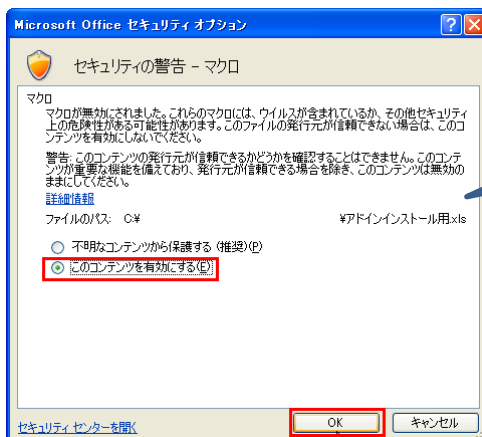 Microsoft Office セキュリティ オプション
セキュリティの警告 - マクロ
マクロ
マクロが無効にされました。これらのマクロには、ウイルスが含まれているか、その他セキュリティ
上の危険性がある可能性があります。このファイルの発行元が信頼できない場合は、このコ
ンテンツを有効にしないでください。
警告: このコンテンツの発行元が信頼できるかどうかを確認することはできません。このコンテ
ンツが重要な機能を備えており、発行元が信頼できる場合を除き、このコンテンツは無効の
ままにしてください。
詳細情報
ファイルのパス: C:¥ ¥アドインインストール用.xls
不明なコンテンツから保護する (推奨)(P)
このコンテンツを有効にする(E)
セキュリティ センターを開く
OK
キャンセル